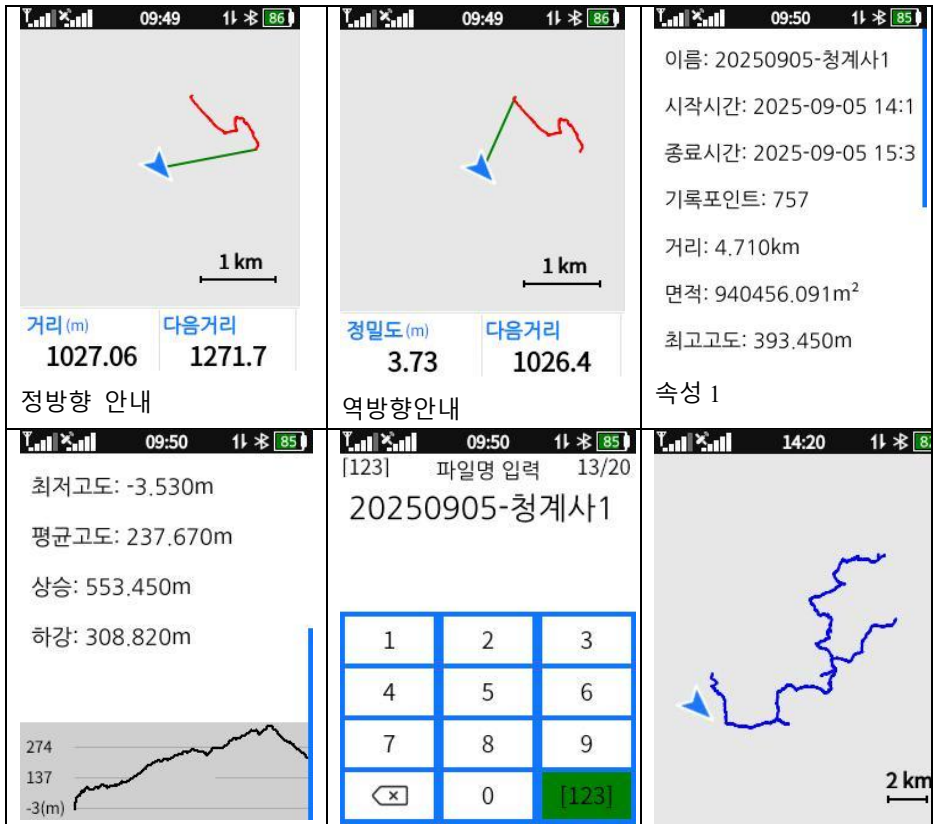 09:49 86
1 km
거리(m) 다음거리
1027.06 1271.7
정방향 안내
09:49 86
1 km
정밀도(m) 다음거리
3.73 1026.4
역방향안내
09:50 85
이름: 20250905-청계사1
시작시간: 2025-09-05 14:1
종료시간: 2025-09-05 15:3
기록포인트: 757
거리: 4.710km
면적: 940456.091m²
최고고도: 393.450m
속성 1
09:50 85
최저고도: -3.530m
평균고도: 237.670m
상승: 553.450m
하강: 308.820m
274
137
-3(m)
09:50 85
[123] 파일명 입력 13/20
20250905-청계사1
1 2 3
4 5 6
7 8 9
0 [123]
14:20
2 km